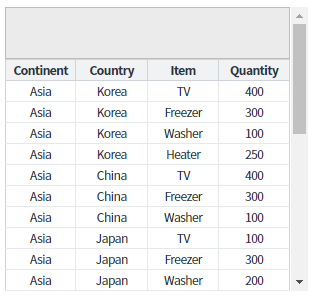 Continent Country Item Quantity
Asia Korea TV 400
Asia Korea Freezer 300
Asia Korea Washer 100
Asia Korea Heater 250
Asia China TV 400
Asia China Freezer 300
Asia China Washer 100
Asia Japan TV 100
Asia Japan Freezer 300
Asia Japan Washer 200